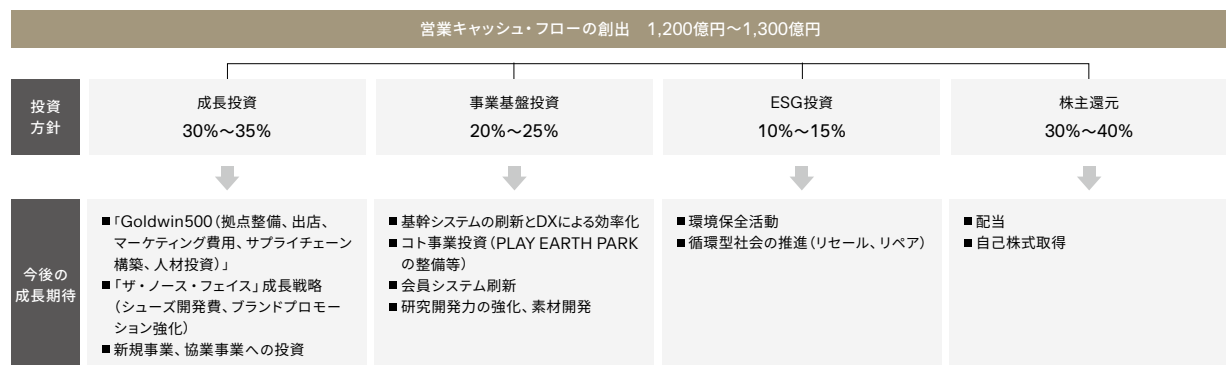 営業キャッシュ・フローの創出　1,200億円～1,300億円
投資
方針
成長投資
30%～35%
事業基盤投資
20%～25%
ESG投資
10%～15%
株主還元
30%～40%
今後の
成長期待
■「Goldwin500（拠点整備、出店、
マーケティング費用、サプライチェーン
構築、人材投資）」
■「ザ・ノース・フェイス」成長戦略
（シューズ開発費、ブランドプロモー
ション強化）
■新規事業、協業事業への投資
■基幹システムの刷新とDXによる効率化
■コト事業投資（PLAY EARTH PARK
の整備等）
■会員システム刷新
■研究開発力の強化、素材開発
■環境保全活動
■循環型社会の推進（リセール、リペア）
■配当
■自己株式取得